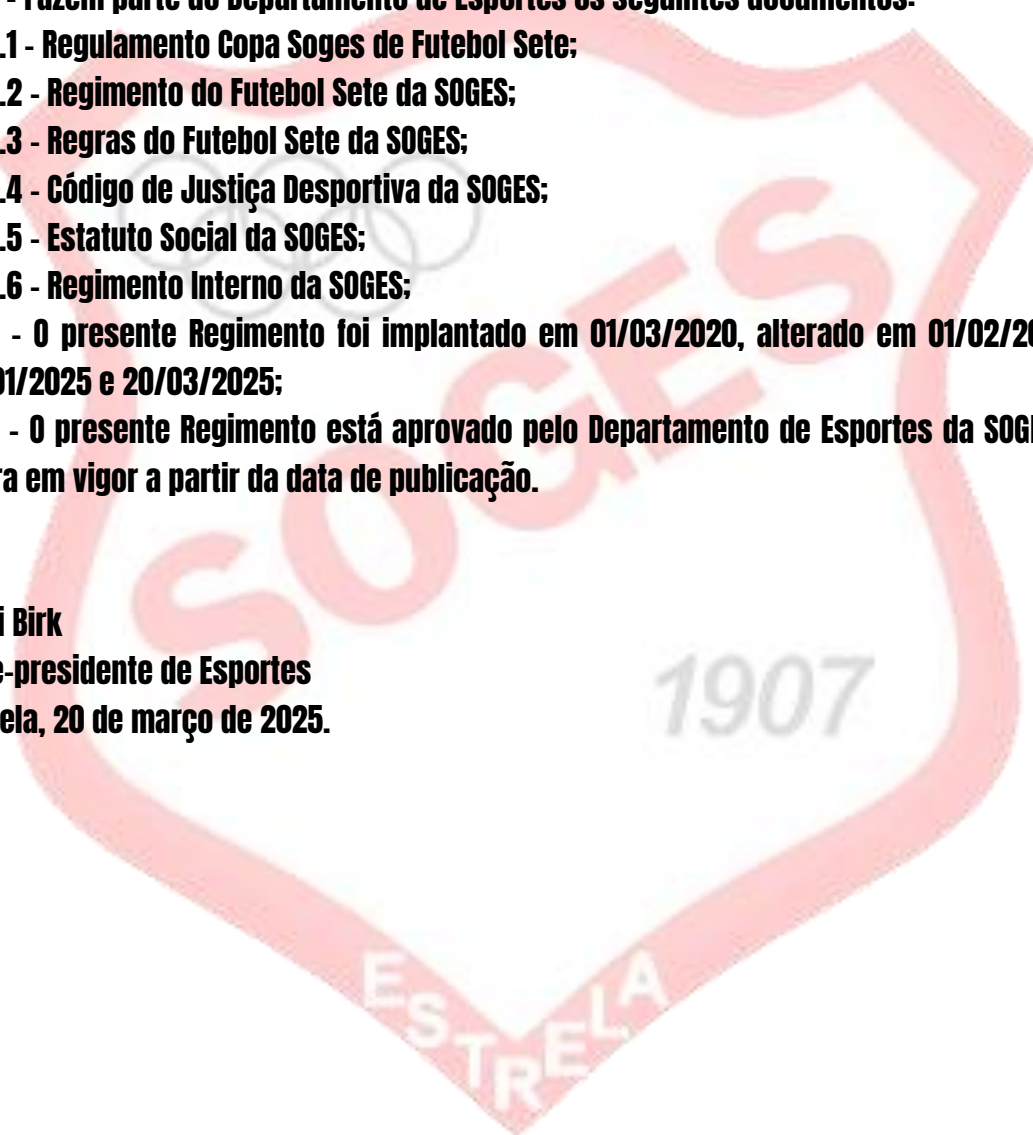 - Fazem parte do Departamento de Esportes os seguintes documentos:
.1 - Regulamento Copa Soges de Futebol Sete;
.2 - Regimento do Futebol Sete da SOGES;
.3 - Regras do Futebol Sete da SOGES;
.4 - Código de Justiça Desportiva da SOGES;
.5 - Estatuto Social da SOGES;
.6 - Regimento Interno da SOGES;
- O presente Regimento foi implantado em 01/03/2020, alterado em 01/02/20
01/2025 e 20/03/2025;
- O presente Regimento está aprovado pelo Departamento de Esportes da SOGE
ra em vigor a partir da data de publicação.
i Birk
e-presidente de Esportes
ela, 20 de março de 2025.
SOGES
1907
ESTRELA